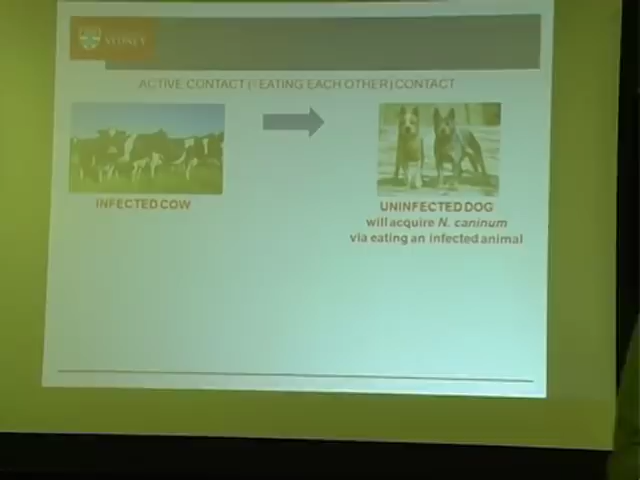 SYDNEY
ACTIVE CONTACT (=EATING EACH OTHER) CONTACT
INFECTED COW
UNINFECTED DOG
will acquire N. caninum
via eating an infected animal